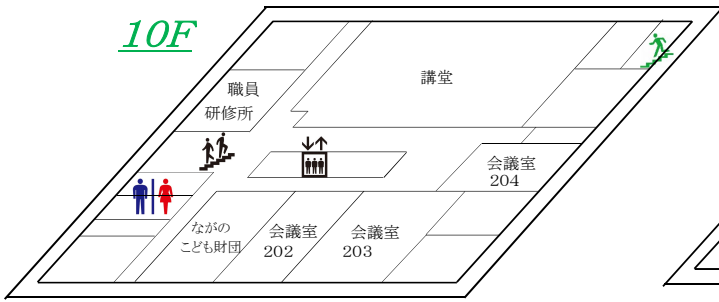 10F
職員
研修所
講堂
会議室
204
ながの
こども財団
会議室
202
会議室
203